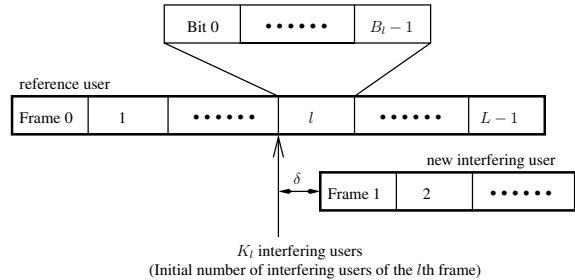 Bit 0 •••••• B_l − 1
reference user
Frame 0 1 •••••• l •••••• L − 1
new interfering user
δ
Frame 1 2 ••••••
K_l interfering users
(Initial number of interfering users of the lth frame)